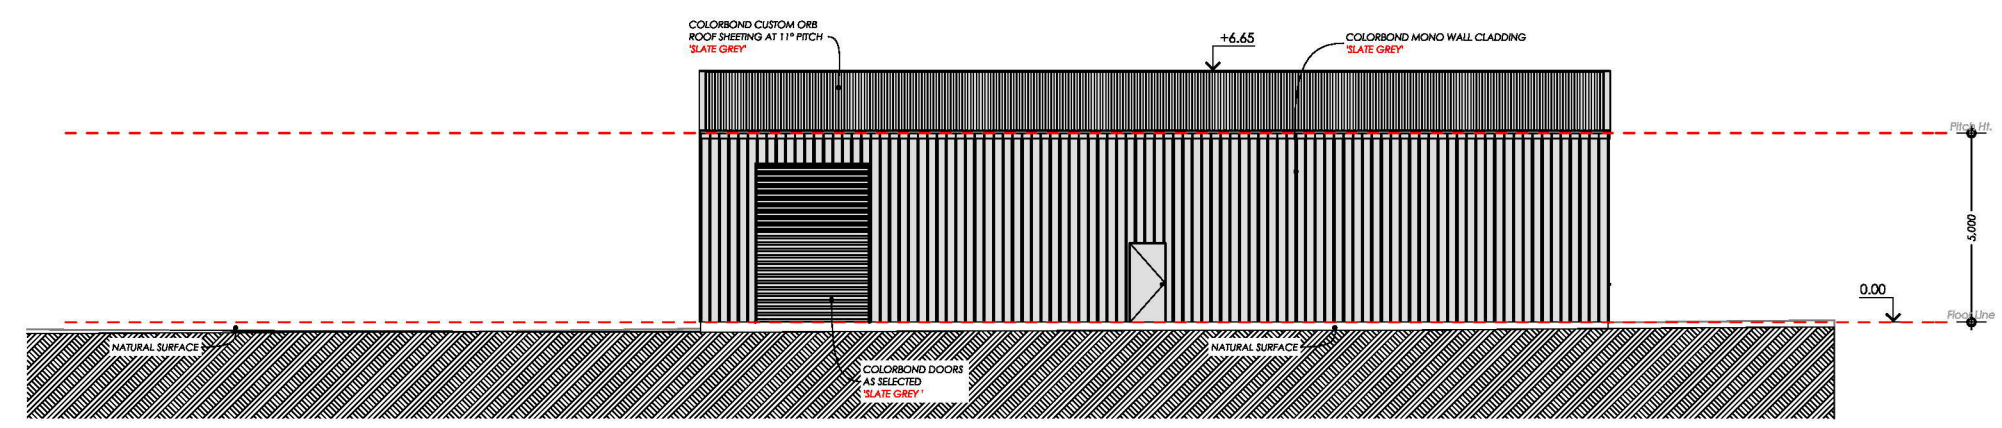 COLORBOND CUSTOM ORB
ROOF SHEETING AT 11° PITCH
'SLATE GREY'
+6.65
COLORBOND MONO WALL CLADDING
'SLATE GREY'
Pitch Ht.
5,000
0.00
Floor Line
NATURAL SURFACE
NATURAL SURFACE
COLORBOND DOORS
AS SELECTED
'SLATE GREY'